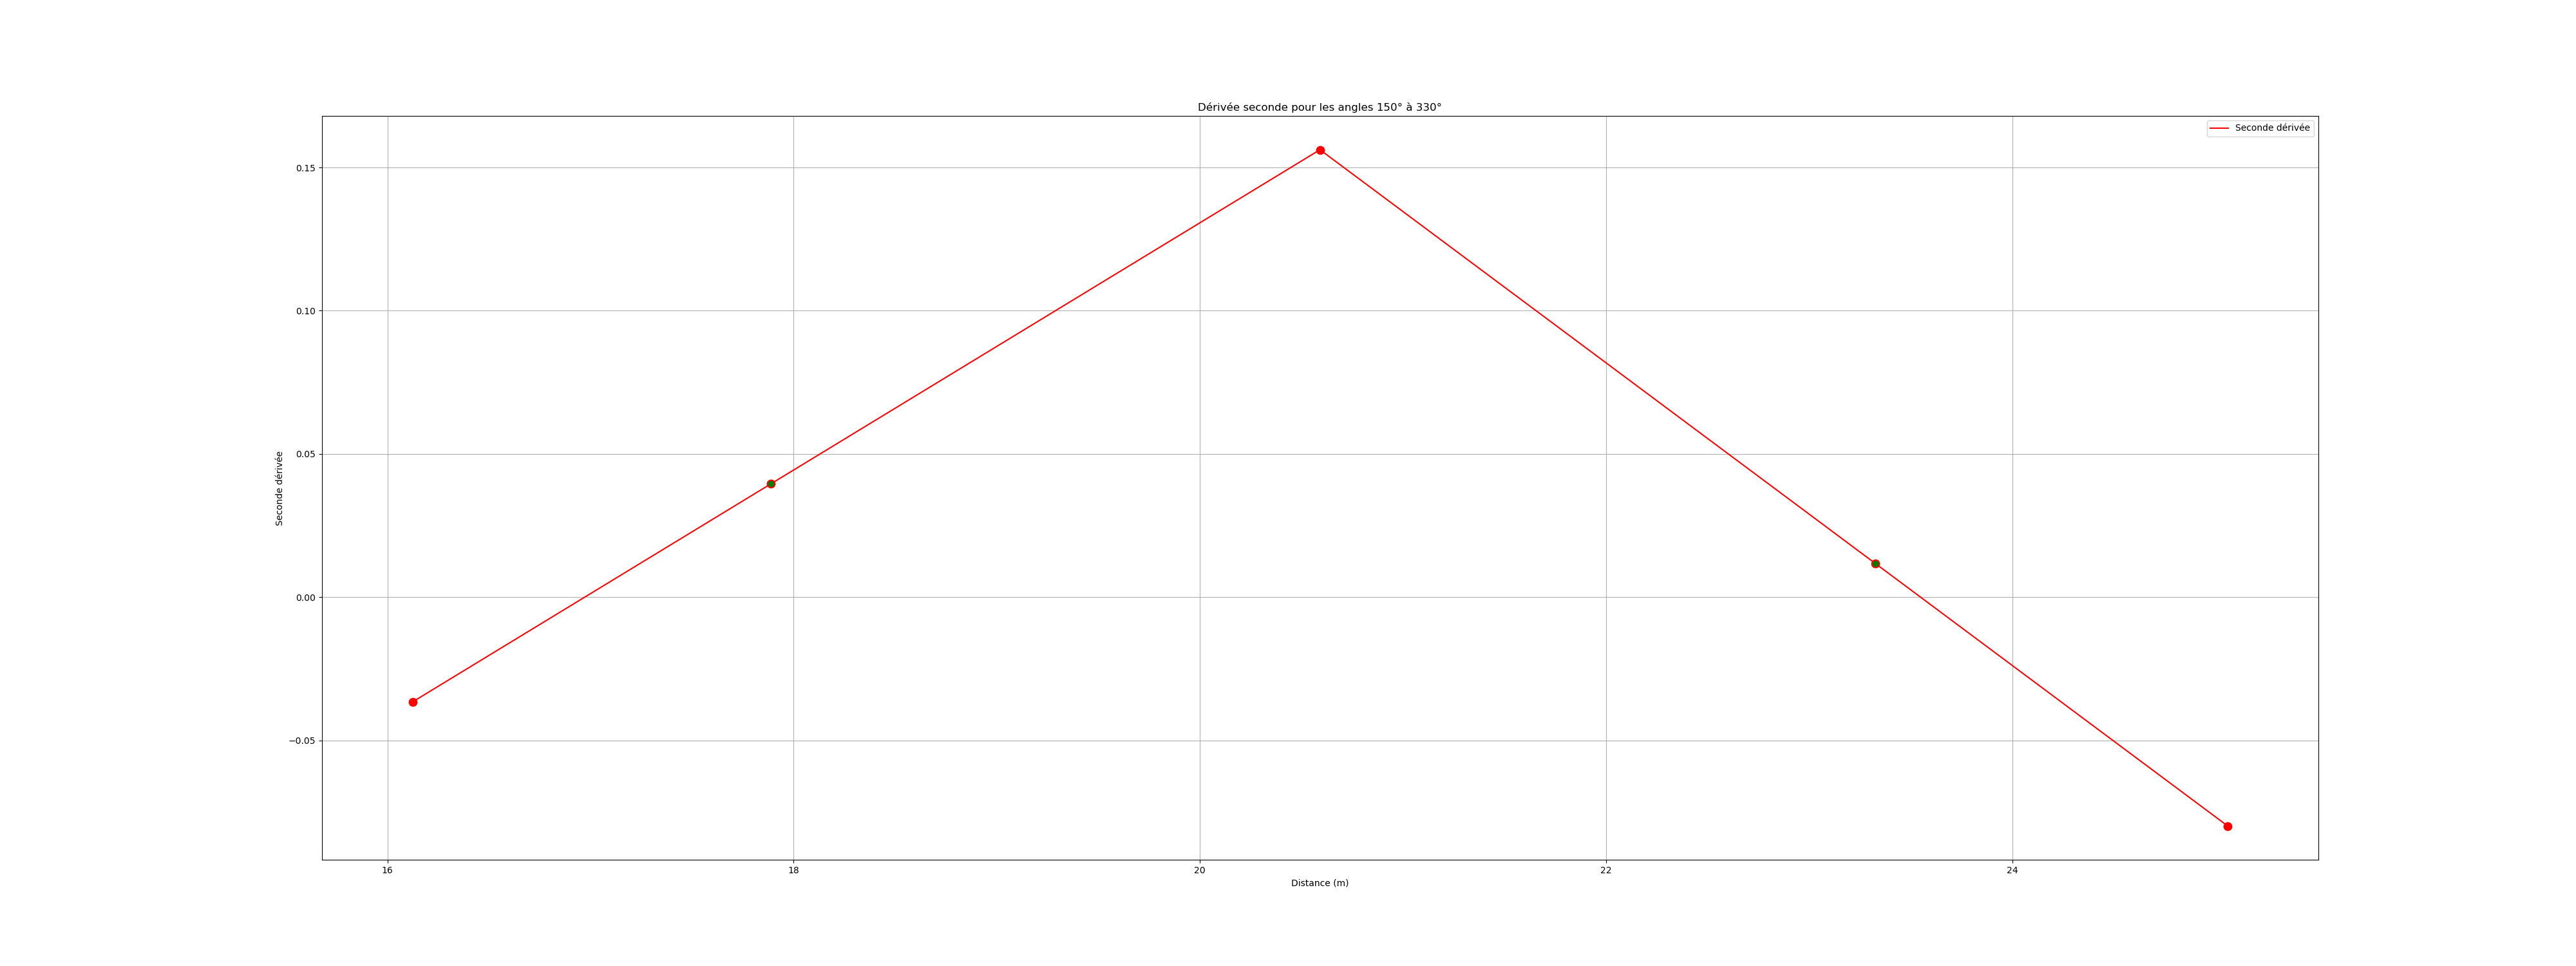 Dérivée seconde pour les angles 150° à 330°
Seconde dérivée
0.15
0.10
0.05
0.00
−0.05
Seconde dérivée
16 18 20 22 24
Distance (m)